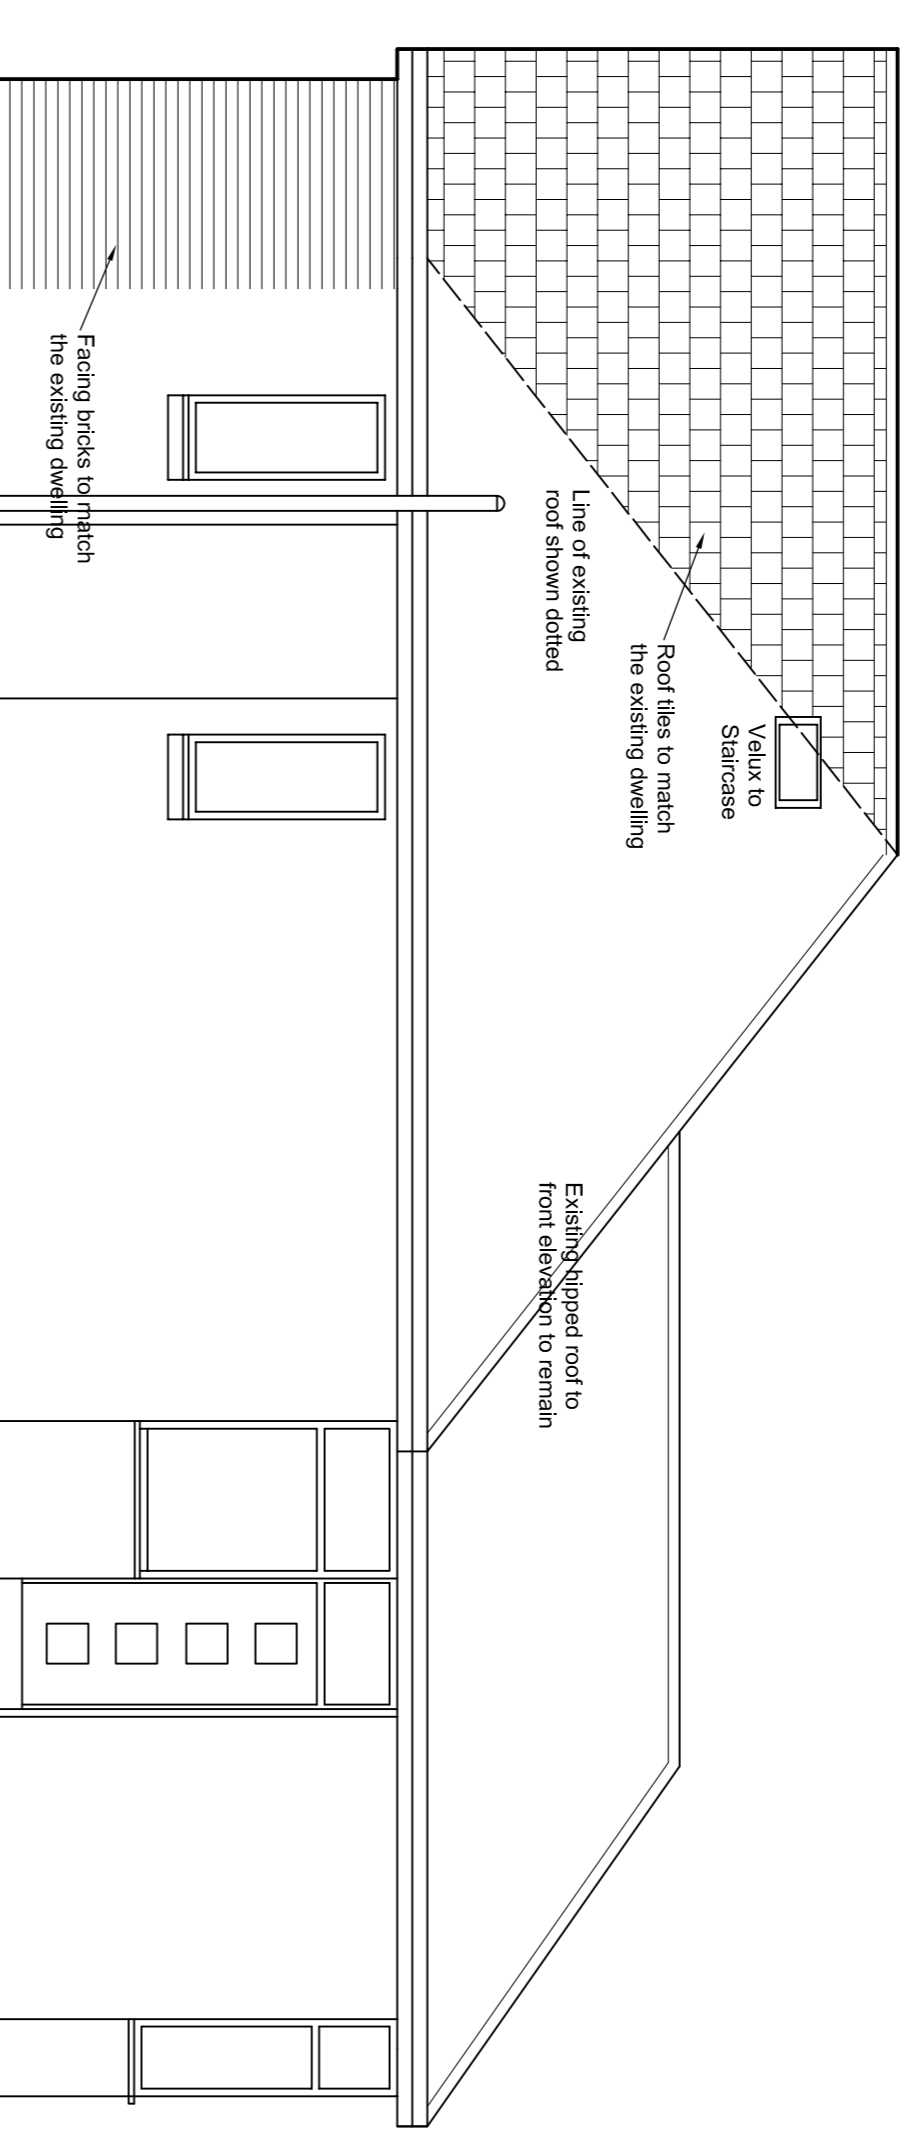 Velux to
Staircase
Roof tiles to match
the existing dwelling
Line of existing
roof shown dotted
Existing hipped roof to
front elevation to remain
Facing bricks to match
the existing dwelling